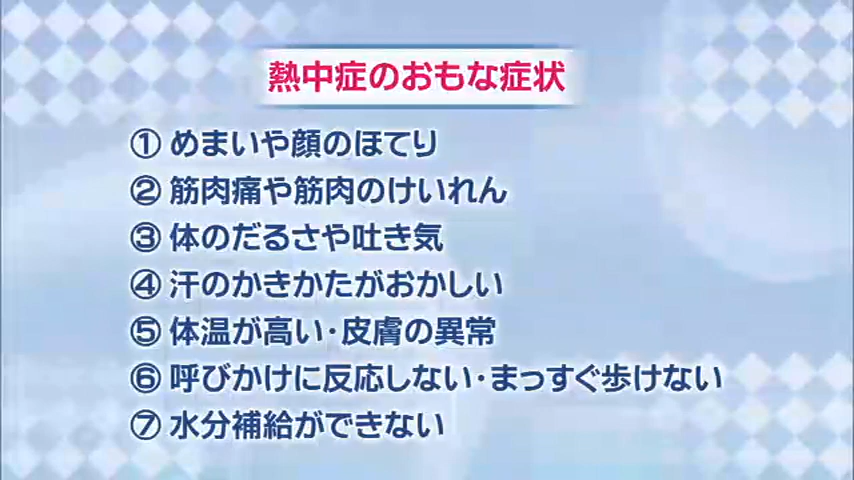 熱中症のおもな症状
① めまいや顔のほてり
② 筋肉痛や筋肉のけいれん
③ 体のだるさや吐き気
④ 汗のかきかたがおかしい
⑤ 体温が高い・皮膚の異常
⑥ 呼びかけに反応しない・まっすぐ歩けない
⑦ 水分補給ができない